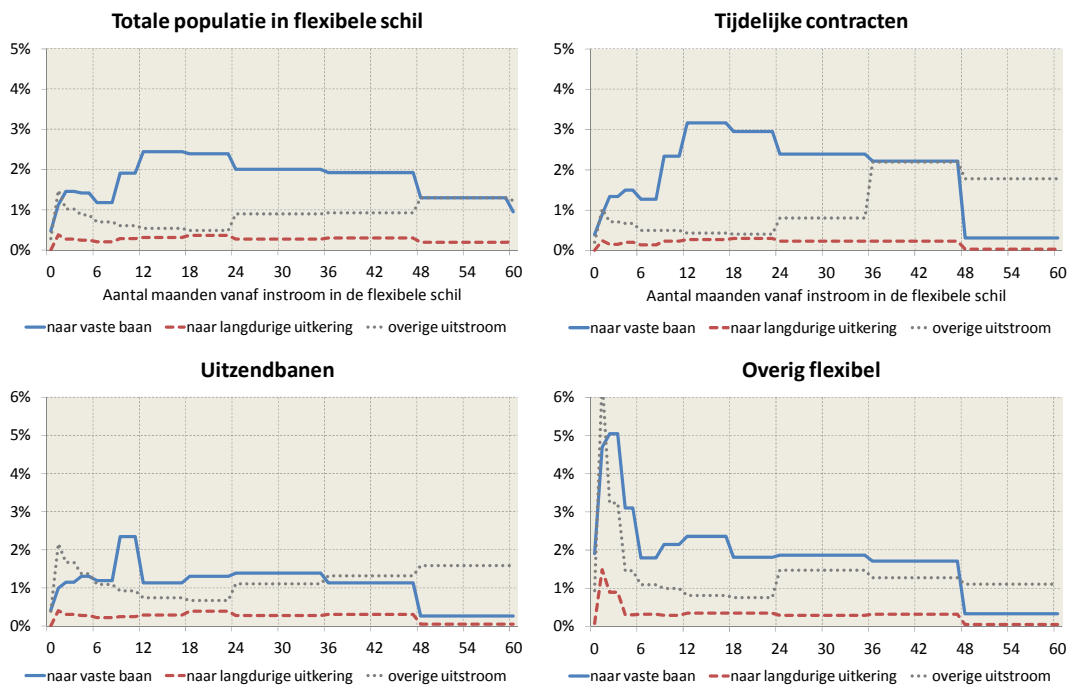 Totale populatie in flexibele schil
5%
4%
3%
2%
1%
0%
0 6 12 18 24 30 36 42 48 54 60
Aantal maanden vanaf instroom in de flexibele schil
naar vaste baan naar langdurige uitkering overige uitstroom
Tijdelijke contracten
5%
4%
3%
2%
1%
0%
0 6 12 18 24 30 36 42 48 54 60
Aantal maanden vanaf instroom in de flexibele schil
naar vaste baan naar langdurige uitkering overige uitstroom
Uitzendbanen
6%
5%
4%
3%
2%
1%
0%
0 6 12 18 24 30 36 42 48 54 60
naar vaste baan naar langdurige uitkering overige uitstroom
Overig flexibel
6%
5%
4%
3%
2%
1%
0%
0 6 12 18 24 30 36 42 48 54 60
naar vaste baan naar langdurige uitkering overige uitstroom